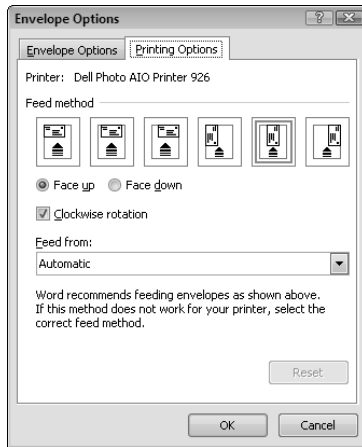 Envelope Options
Envelope Options
Printing Options
Printer: Dell Photo AIO Printer 926
Feed method
Face up
Face down
Clockwise rotation
Feed from:
Automatic
Word recommends feeding envelopes as shown above.
If this method does not work for your printer, select the
correct feed method.
Reset
OK
Cancel